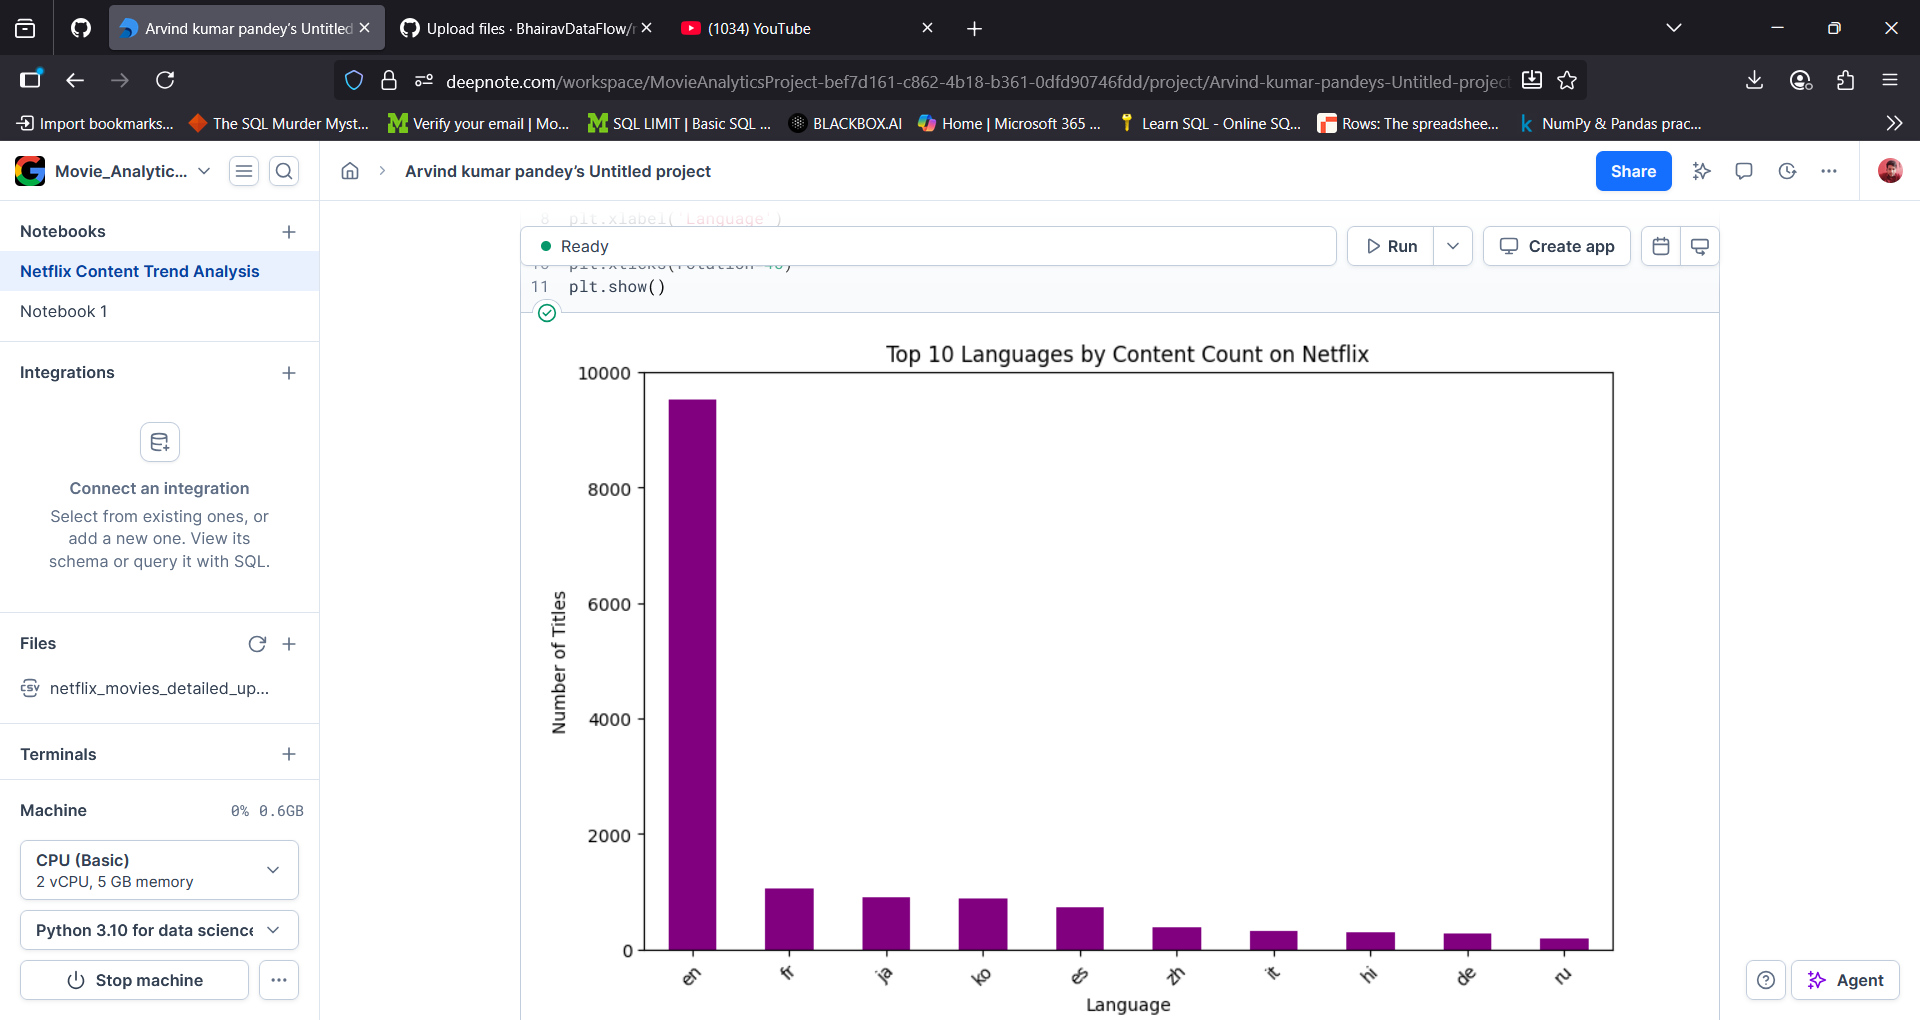 Arvind kumar pandey's Untitled
Upload files · BhairavDataFlow/
(1034) YouTube
deepnote.com/workspace/MovieAnalyticsProject-bef7d161-c862-4b18-b361-0dfd90746fdd/project/Arvind-kumar-pandeys-Untitled-project
Import bookmarks...
The SQL Murder Myst...
Verify your email | Mo...
SQL LIMIT | Basic SQL ...
BLACKBOX.AI
Home | Microsoft 365 ...
Learn SQL - Online SQ...
Rows: The spreadshee...
NumPy & Pandas prac...
Movie_Analytic...
Arvind kumar pandey's Untitled project
Share
Notebooks
Netflix Content Trend Analysis
Notebook 1
Integrations
Connect an integration
Select from existing ones, or
add a new one. View its
schema or query it with SQL.
Files
netflix_movies_detailed_up...
Terminals
Machine
0% 0.6GB
CPU (Basic)
2 vCPU, 5 GB memory
Python 3.10 for data science
Stop machine
8 plt.xlabel('Language')
Ready
Run
Create app
11 plt.show()
Top 10 Languages by Content Count on Netflix
10000
8000
6000
4000
2000
0
Number of Titles
en
fr
ja
ko
es
zh
it
hi
de
ru
Language
Agent